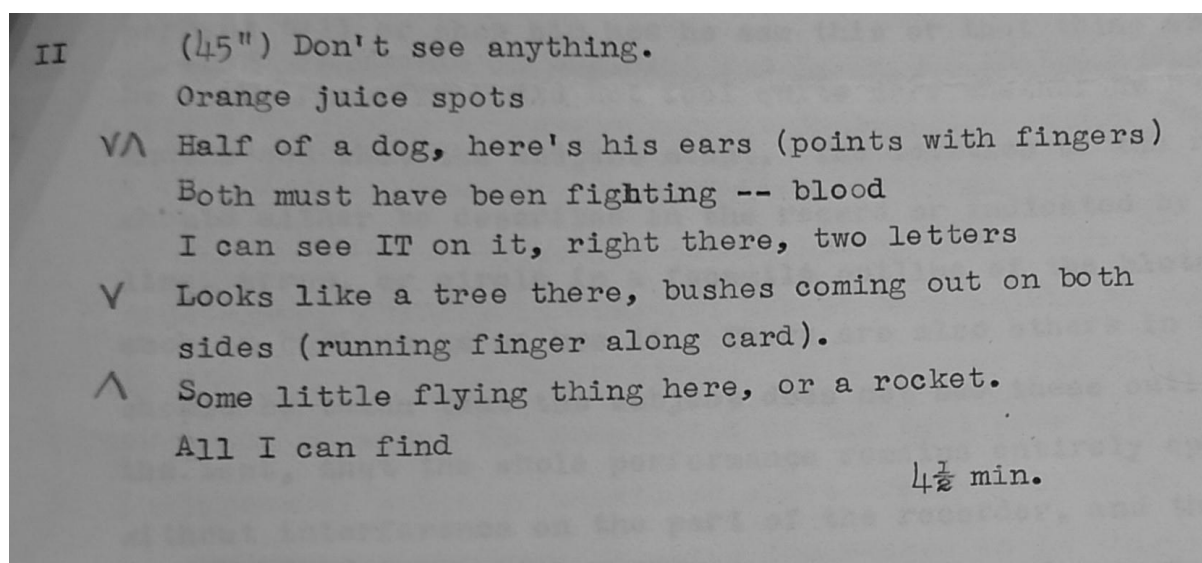 II (45") Don't see anything.
Orange juice spots
∨∧ Half of a dog, here's his ears (points with fingers)
Both must have been fighting -- blood
I can see IT on it, right there, two letters
∨ Looks like a tree there, bushes coming out on both
sides (running finger along card).
∧ Some little flying thing here, or a rocket.
All I can find
4½ min.